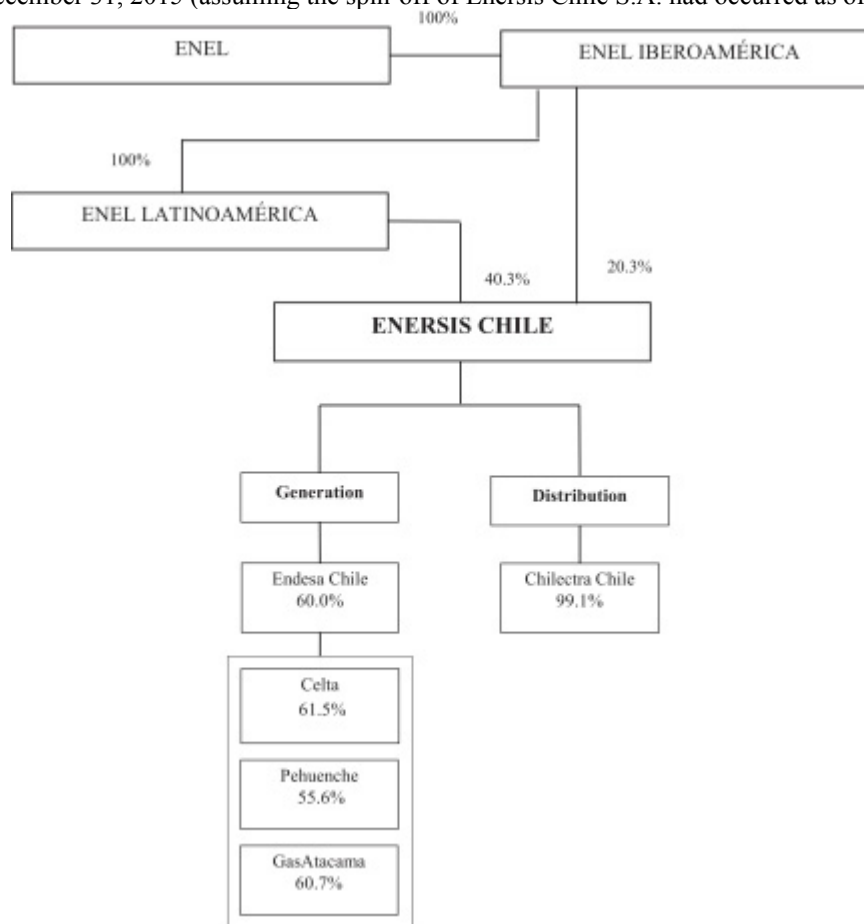 ecember 31, 2015 (assuming the spin-off of Enersis Chile S.A. had occurred as of
100%
ENEL
ENEL IBEROAMÉRICA
100%
ENEL LATINOAMÉRICA
40.3%
20.3%
ENERSIS CHILE
Generation
Distribution
Endesa Chile
60.0%
Chilectra Chile
99.1%
Celta
61.5%
Pehuenche
55.6%
GasAtacama
60.7%